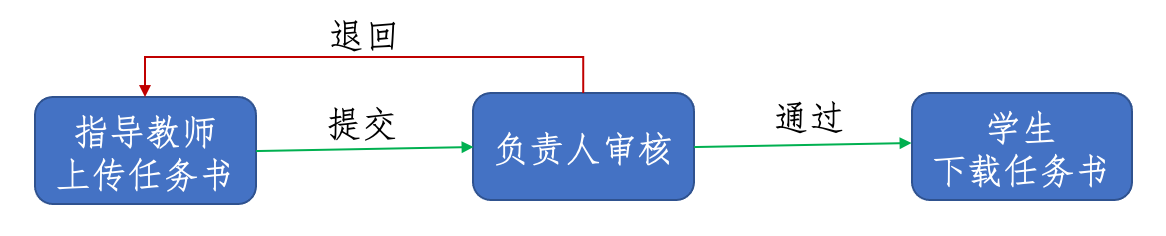 退回
指导教师
上传任务书
提交
负责人审核
通过
学生
下载任务书